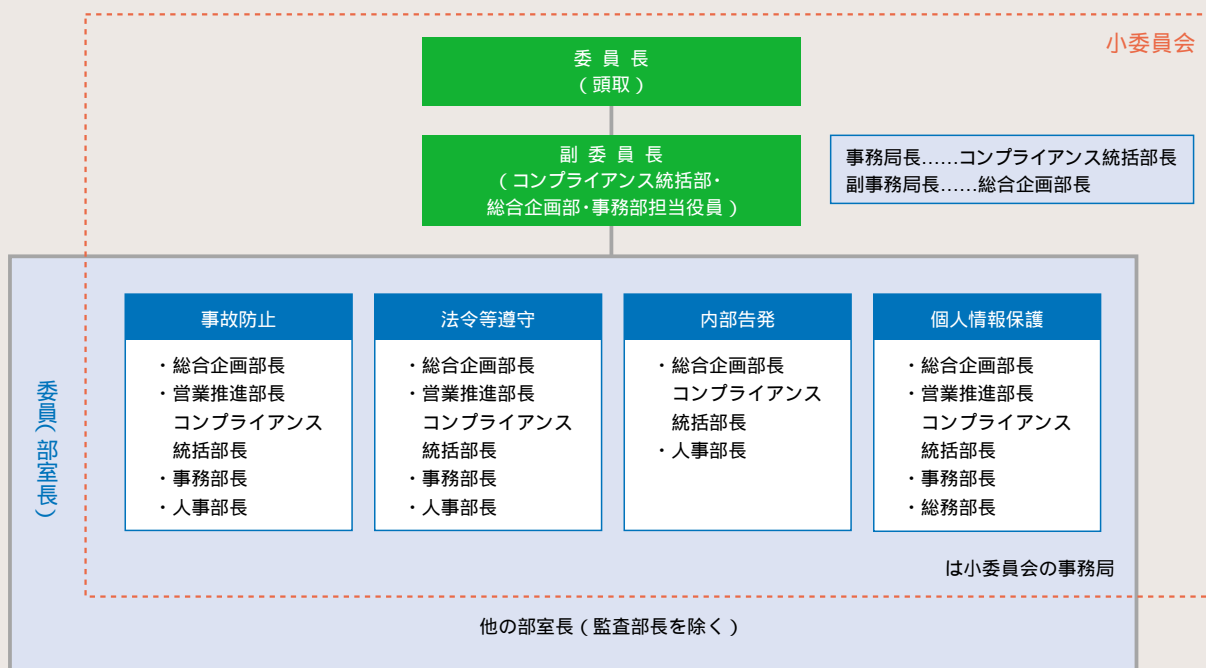 小委員会
委 員 長
（頭取）
副 委 員 長
（コンプライアンス統括部・
総合企画部・事務部担当役員）
事務局長……コンプライアンス統括部長
副事務局長……総合企画部長
委員（部室長）
事故防止
・総合企画部長
・営業推進部長
コンプライアンス
統括部長
・事務部長
・人事部長
法令等遵守
・総合企画部長
・営業推進部長
コンプライアンス
統括部長
・事務部長
・人事部長
内部告発
・総合企画部長
コンプライアンス
統括部長
・人事部長
個人情報保護
・総合企画部長
・営業推進部長
コンプライアンス
統括部長
・事務部長
・総務部長
は小委員会の事務局
他の部室長（監査部長を除く）